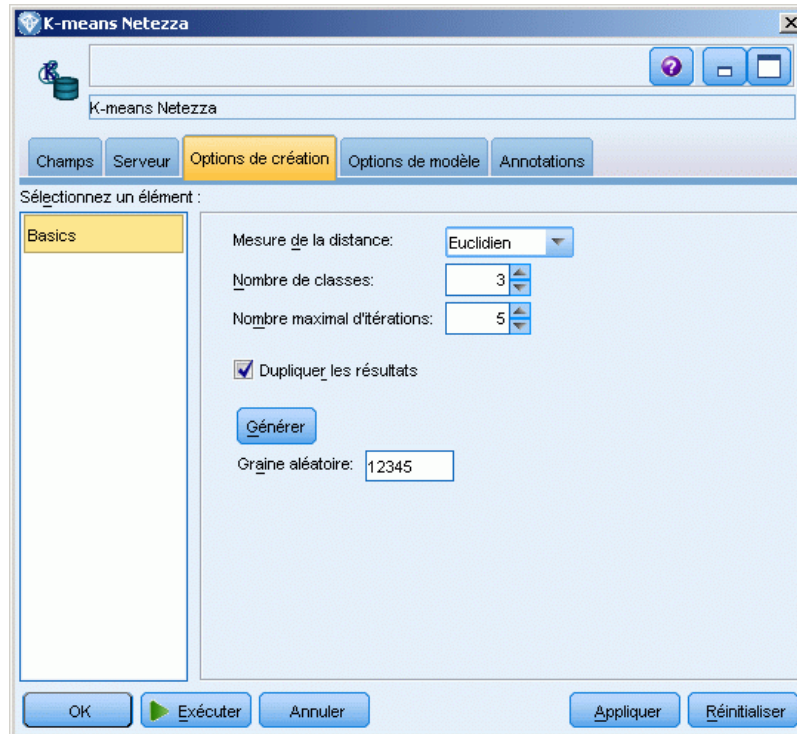 K-means Netezza
K-means Netezza
Champs Serveur Options de création Options de modèle Annotations
Sélectionnez un élément :
Basics
Mesure de la distance: Euclidien
Nombre de classes: 3
Nombre maximal d'itérations: 5
Dupliquer les résultats
Générer
Graine aléatoire: 12345
OK Exécuter Annuler Appliquer Réinitialiser